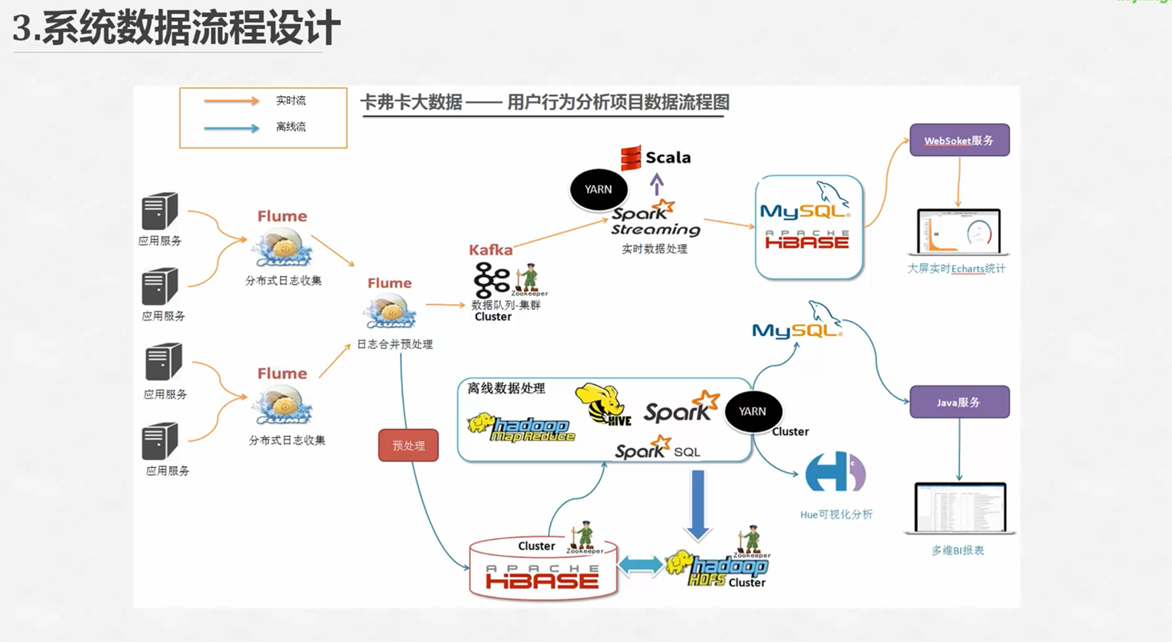 3.系统数据流程设计
实时流
离线流
卡弗卡大数据 —— 用户行为分析项目数据流程图
应用服务
应用服务
应用服务
应用服务
Flume
分布式日志收集
Flume
分布式日志收集
Flume
日志合并预处理
Kafka
Zookeeper
数据队列-集群
Cluster
YARN
Scala
Spark
Streaming
实时数据处理
MySQL
APACHE
HBASE
WebSoket服务
大屏实时Echarts统计
预处理
离线数据处理
hadoop
Map Reduce
HIVE
Spark
Spark SQL
YARN
Cluster
MySQL
Java服务
多维BI报表
Hue可视化分析
Cluster
Zookeeper
APACHE
HBASE
Zookeeper
hadoop
HDFS Cluster